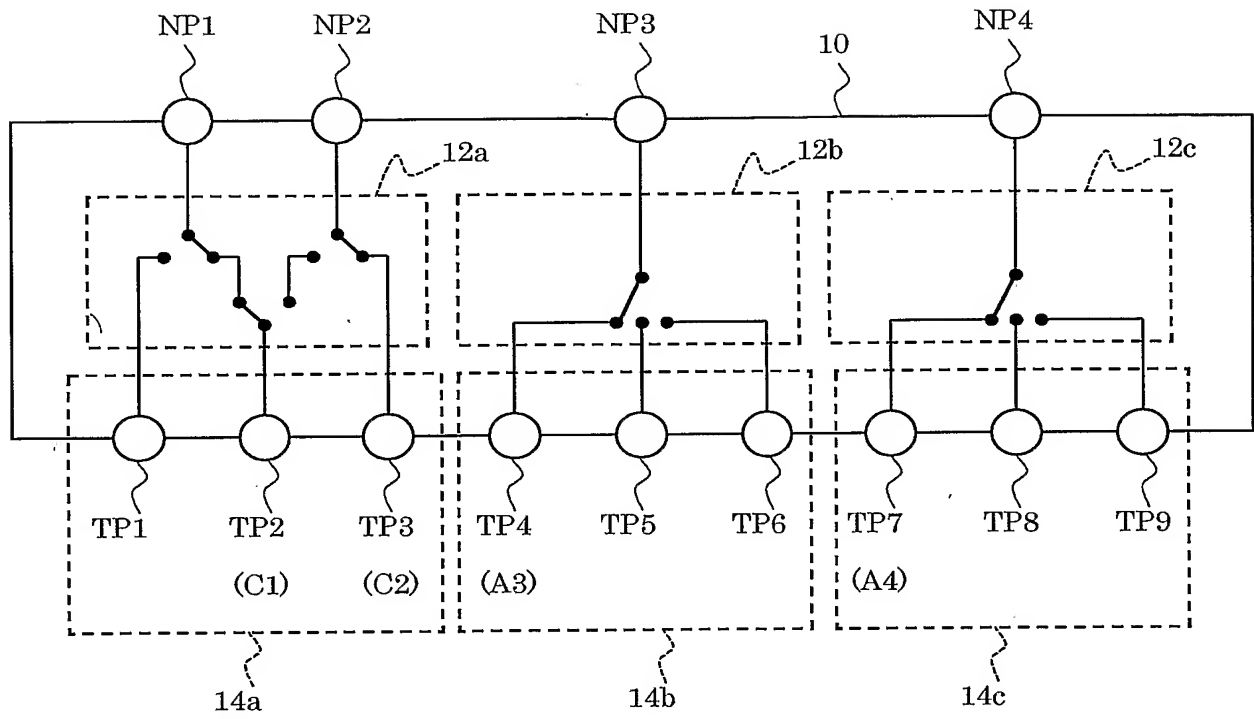 NP1 NP2 NP3 NP4
10
12a 12b 12c
TP1 TP2 TP3 TP4 TP5 TP6 TP7 TP8 TP9
(C1) (C2) (A3) (A4)
14a 14b 14c